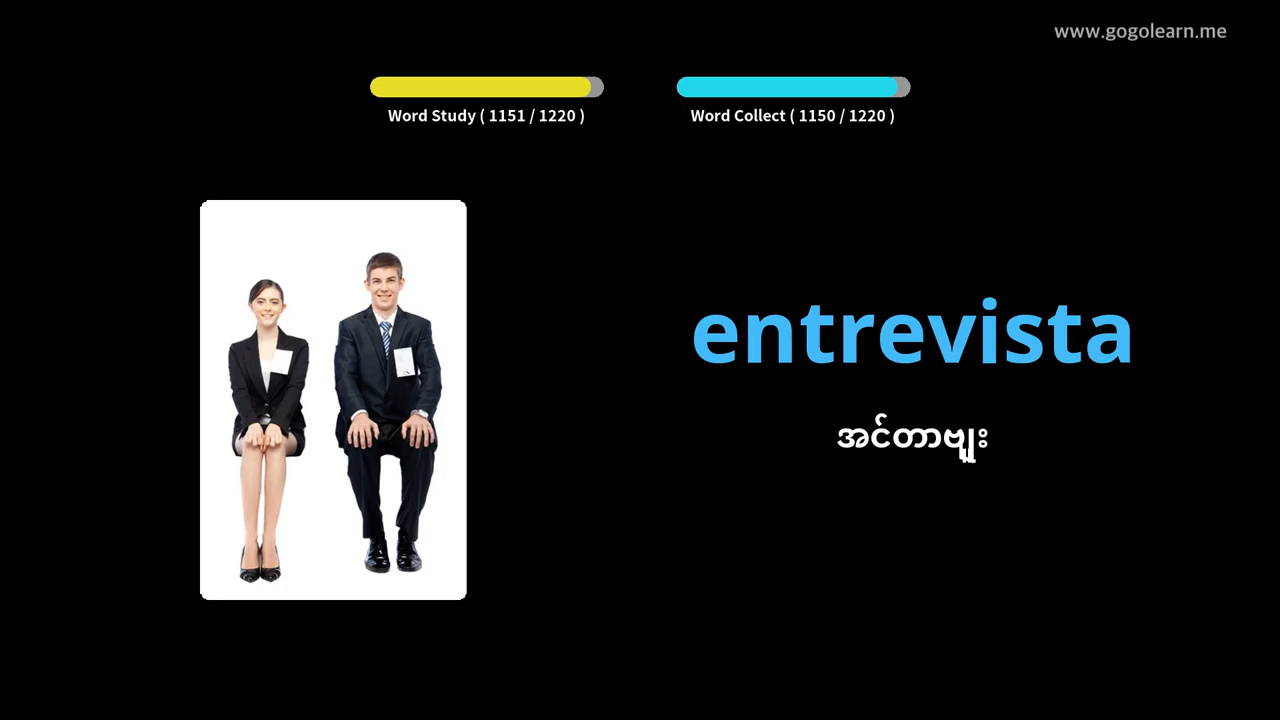 www.gogolearn.me
Word Study ( 1151 / 1220 )
Word Collect ( 1150 / 1220 )
entrevista
အင်တာဗျူး